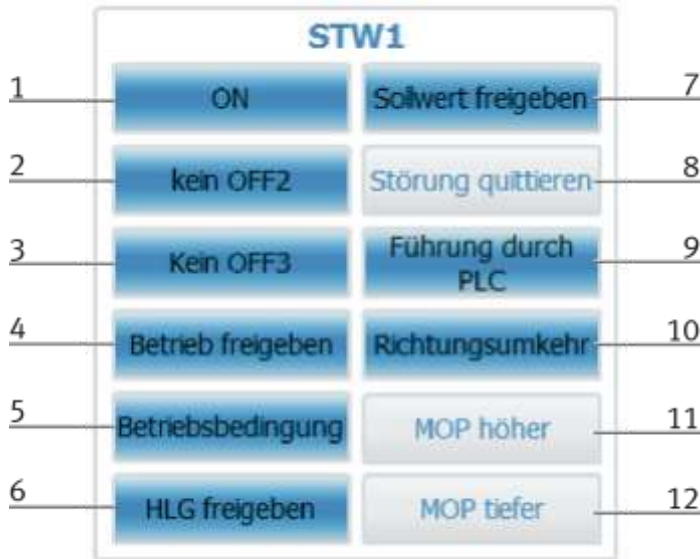 STW1
1 ON Sollwert freigeben 7
2 kein OFF2 Störung quittieren 8
3 Kein OFF3 Führung durch PLC 9
4 Betrieb freigeben Richtungsumkehr 10
5 Betriebsbedingung MOP höher 11
6 HLG freigeben MOP tiefer 12